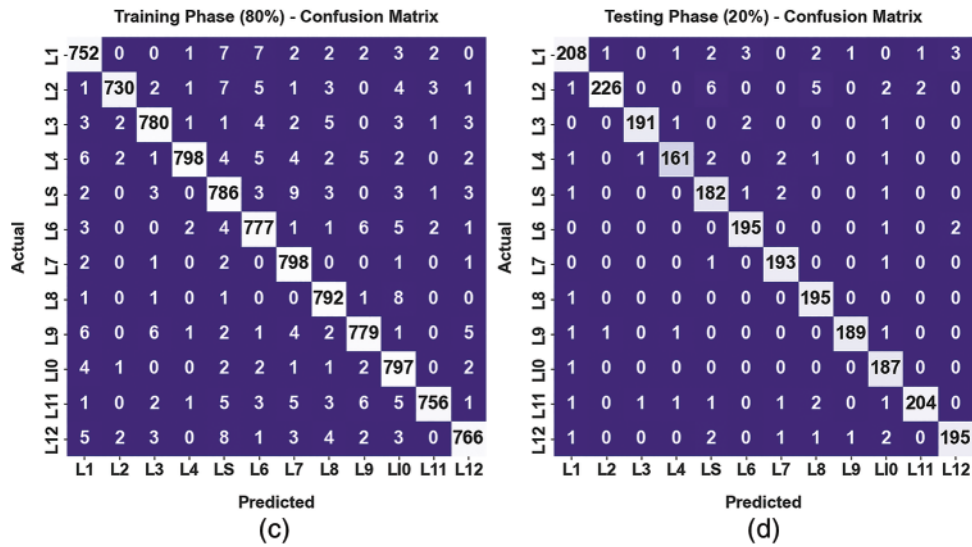 Training Phase (80%) - Confusion Matrix
L1 752 0 0 1 7 7 2 2 2 3 2 0
L2 1 730 2 1 7 5 1 3 0 4 3 1
L3 3 2 780 1 1 4 2 5 0 3 1 3
L4 6 2 1 798 4 5 4 2 5 2 0 2
LS 2 0 3 0 786 3 9 3 0 3 1 3
L6 3 0 0 2 4 777 1 1 6 5 2 1
L7 2 0 1 0 2 0 798 0 0 1 0 1
L8 1 0 1 0 1 0 0 792 1 8 0 0
L9 6 0 6 1 2 1 4 2 779 1 0 5
LI0 4 1 0 0 2 2 1 1 2 797 0 2
L11 1 0 2 1 5 3 5 3 6 5 756 1
L12 5 2 3 0 8 1 3 4 2 3 0 766
L1 L2 L3 L4 LS L6 L7 L8 L9 LI0 L11 L12
Actual
Predicted
(c)
Testing Phase (20%) - Confusion Matrix
L1 208 1 0 1 2 3 0 2 1 0 1 3
L2 1 226 0 0 6 0 0 5 0 2 2 0
L3 0 0 191 1 0 2 0 0 0 1 0 0
L4 1 0 1 161 2 0 2 1 0 1 0 0
LS 1 0 0 0 182 1 2 0 0 1 0 0
L6 0 0 0 0 0 195 0 0 0 1 0 2
L7 0 0 0 0 1 0 193 0 0 1 0 0
L8 1 0 0 0 0 0 0 195 0 0 0 0
L9 1 1 0 1 0 0 0 0 189 1 0 0
LI0 0 0 0 0 0 0 0 0 0 187 0 0
L11 1 0 1 1 1 0 1 2 0 1 204 0
L12 1 0 0 0 2 0 1 1 1 2 0 195
L1 L2 L3 L4 LS L6 L7 L8 L9 LI0 L11 L12
Actual
Predicted
(d)